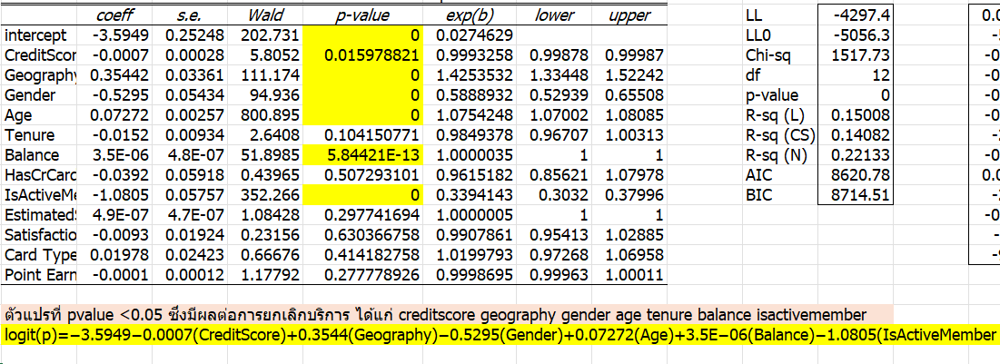 coeff s.e. Wald p-value exp(b) lower upper LL -4297.4
intercept -3.5949 0.25248 202.731 0 0.0274629 LL0 -5056.3
CreditScor -0.0007 0.00028 5.8052 0.015978821 0.9993258 0.99878 0.99987 Chi-sq 1517.73
Geography 0.35442 0.03361 111.174 0 1.4253532 1.33448 1.52242 df 12
Gender -0.5295 0.05434 94.936 0 0.5888932 0.52939 0.65508 p-value 0
Age 0.07272 0.00257 800.895 0 1.0754248 1.07002 1.08085 R-sq (L) 0.15008
Tenure -0.0152 0.00934 2.6408 0.104150771 0.9849378 0.96707 1.00313 R-sq (CS) 0.14082
Balance 3.5E-06 4.8E-07 51.8985 5.84421E-13 1.0000035 1 1 R-sq (N) 0.22133
HasCrCarc -0.0392 0.05918 0.43965 0.507293101 0.9615182 0.85621 1.07978 AIC 8620.78
IsActiveMe -1.0805 0.05757 352.266 0 0.3394143 0.3032 0.37996 BIC 8714.51
Estimated 4.9E-07 4.7E-07 1.08428 0.297741694 1.0000005 1 1
Satisfactio -0.0093 0.01924 0.23156 0.630366758 0.9907861 0.95413 1.02885
Card Type 0.01978 0.02423 0.66676 0.414182758 1.0199793 0.97268 1.06958
Point Earn -0.0001 0.00012 1.17792 0.277778926 0.9998695 0.99963 1.00011
ตัวแปรที่ pvalue <0.05 ซึ่งมีผลต่อการยกเลิกบริการ ได้แก่ creditscore geography gender age tenure balance isactivemember
logit(p)=−3.5949−0.0007(CreditScore)+0.3544(Geography)−0.5295(Gender)+0.07272(Age)+3.5E−06(Balance)−1.0805(IsActiveMember